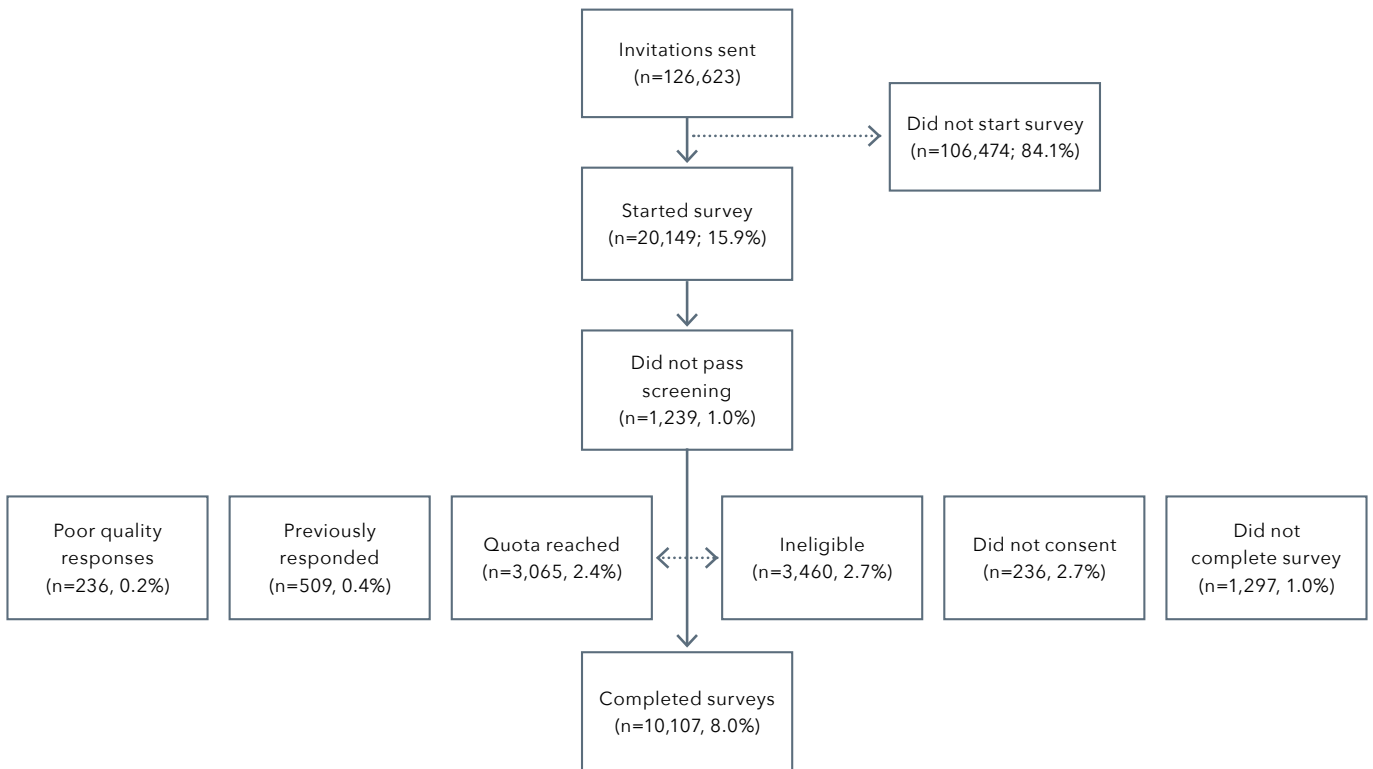 Invitations sent
(n=126,623)
Did not start survey
(n=106,474; 84.1%)
Started survey
(n=20,149; 15.9%)
Did not pass
screening
(n=1,239, 1.0%)
Poor quality
responses
(n=236, 0.2%)
Previously
responded
(n=509, 0.4%)
Quota reached
(n=3,065, 2.4%)
Ineligible
(n=3,460, 2.7%)
Did not consent
(n=236, 2.7%)
Did not
complete survey
(n=1,297, 1.0%)
Completed surveys
(n=10,107, 8.0%)